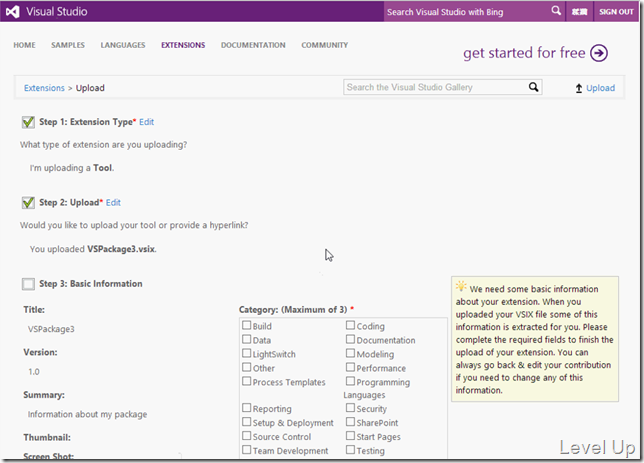 Visual Studio
Search Visual Studio with Bing
SIGN OUT
HOME SAMPLES LANGUAGES EXTENSIONS DOCUMENTATION COMMUNITY
get started for free
Extensions > Upload
Search the Visual Studio Gallery
Upload
Step 1: Extension Type* Edit
What type of extension are you uploading?
I'm uploading a Tool.
Step 2: Upload* Edit
Would you like to upload your tool or provide a hyperlink?
You uploaded VSPackage3.vsix.
Step 3: Basic Information
Title:
VSPackage3
Version:
1.0
Summary:
Information about my package
Thumbnail:
Screen Shot:
Category: (Maximum of 3) *
Build Coding
Data Documentation
LightSwitch Modeling
Other Performance
Process Templates Programming
Languages
Reporting Security
Setup & Deployment SharePoint
Source Control Start Pages
Team Development Testing
We need some basic information
about your extension. When you
uploaded your VSIX file some of this
information is extracted for you. Please
complete the required fields to finish the
upload of your extension. You can
always go back & edit your contribution
if you need to change any of this
information.
Level Up